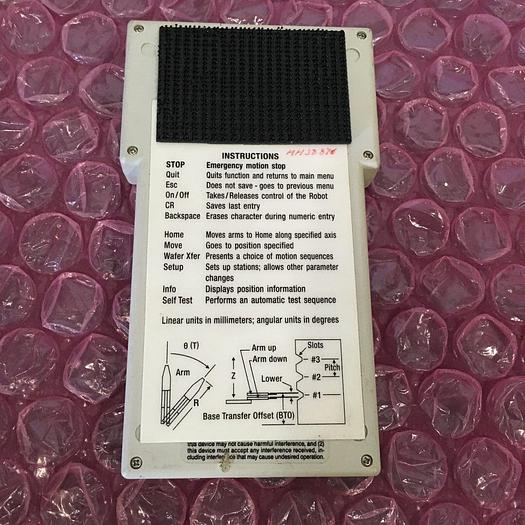 INSTRUCTIONS
STOP Emergency motion stop
Quit Quits function and returns to main menu
Esc Does not save - goes to previous menu
On/Off Takes/Releases control of the Robot
CR Saves last entry
Backspace Erases character during numeric entry
Home Moves arms to Home along specified axis
Move Goes to position specified
Wafer Xfer Presents a choice of motion sequences
Setup Sets up stations; allows other parameter
changes
Info Displays position information
Self Test Performs an automatic test sequence
Linear units in millimeters; angular units in degrees
θ (T)
Arm
R
Arm up
Arm down
Z
Lower
Slots
#3
Pitch
#2
#1
Base Transfer Offset (BTO)
this device may not cause harmful interference, and (2)
this device must accept any interference received, in-
cluding interference that may cause undesired operation.